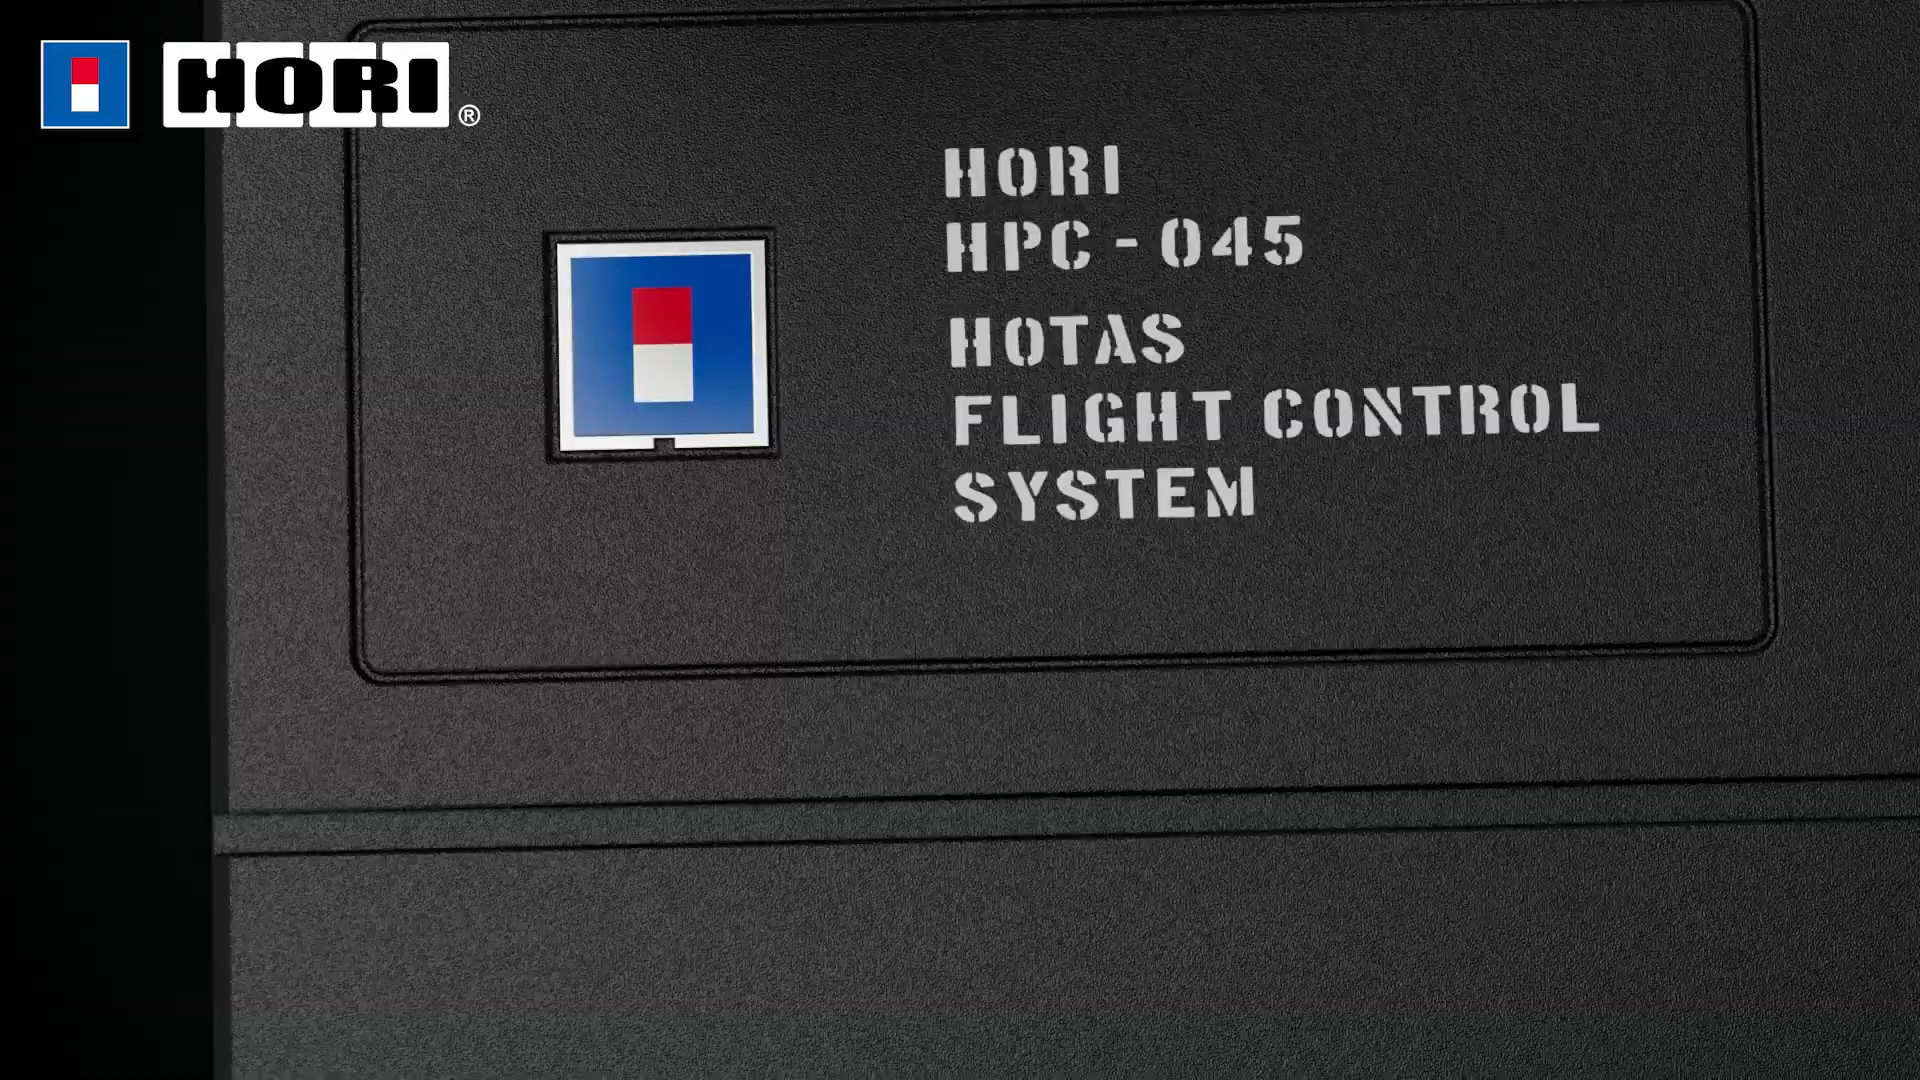 HORI®
HORI
HPC-045
HOTAS
FLIGHT CONTROL
SYSTEM